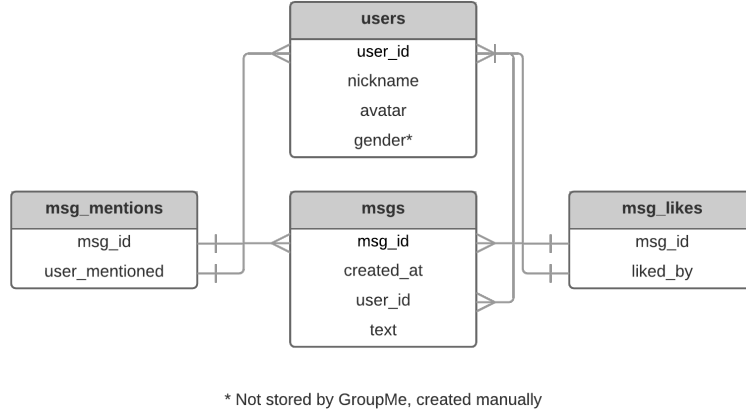 users
user_id
nickname
avatar
gender*
msg_mentions
msg_id
user_mentioned
msgs
msg_id
created_at
user_id
text
msg_likes
msg_id
liked_by
* Not stored by GroupMe, created manually